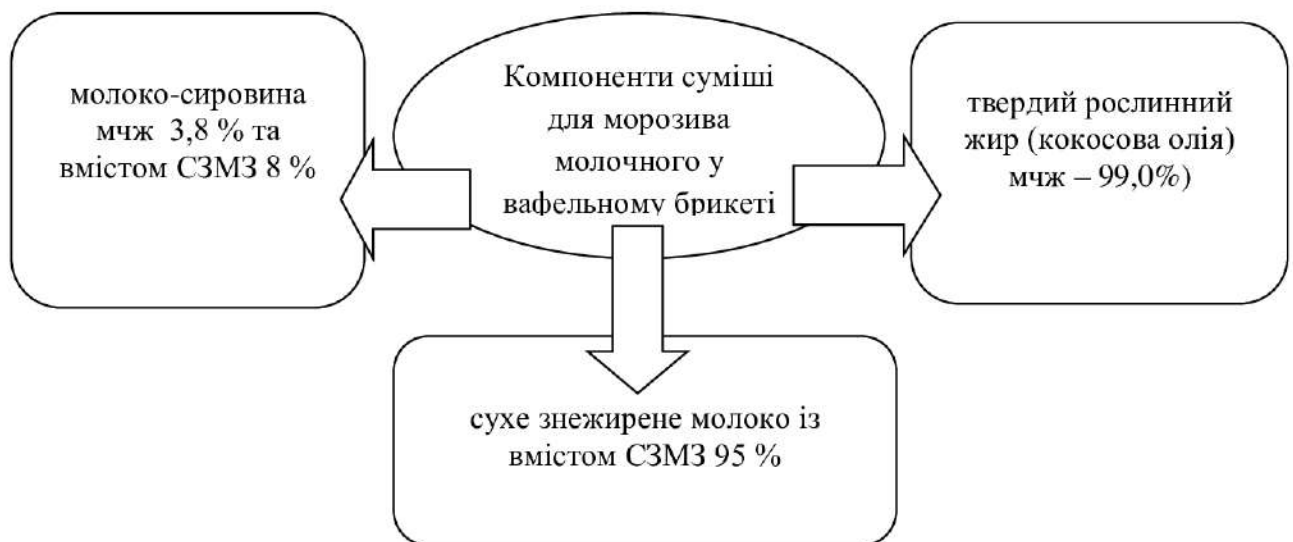 Компоненти суміші
для морозива
молочного у
вафельному брикеті
молоко-сировина
мчж 3,8 % та
вмістом СЗМЗ 8 %
твердий рослинний
жир (кокосова олія)
мчж – 99,0%)
сухе знежирене молоко із
вмістом СЗМЗ 95 %